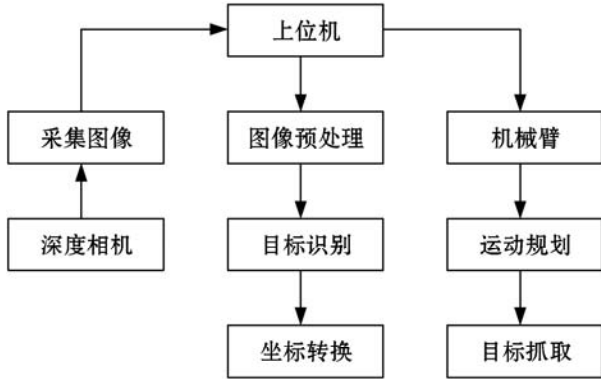 上位机
采集图像
图像预处理
机械臂
深度相机
目标识别
运动规划
坐标转换
目标抓取